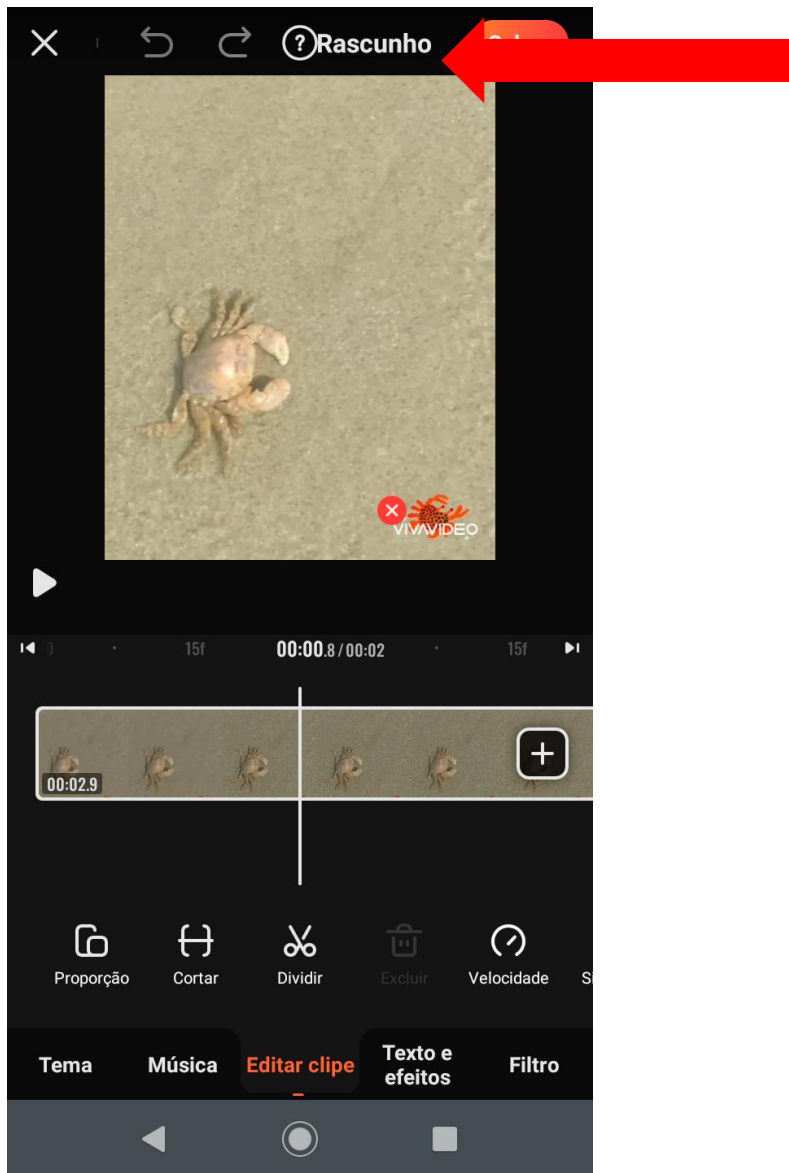 Rascunho
VIVAVIDEO
15f
00:00.8/00:02
15f
00:02.9
Proporção
Cortar
Dividir
Excluir
Velocidade
Tema
Música
Editar clipe
Texto e
efeitos
Filtro